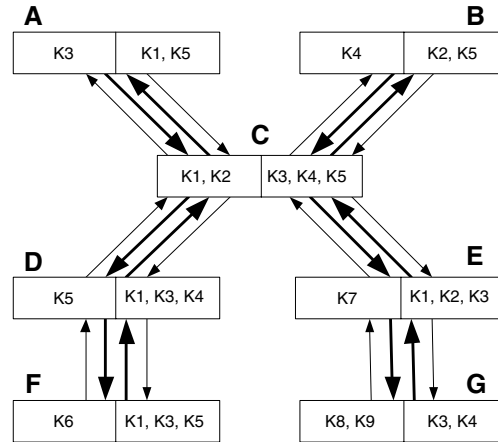 A
B
K3
K1, K5
K4
K2, K5
C
K1, K2
K3, K4, K5
D
E
K5
K1, K3, K4
K7
K1, K2, K3
F
G
K6
K1, K3, K5
K8, K9
K3, K4